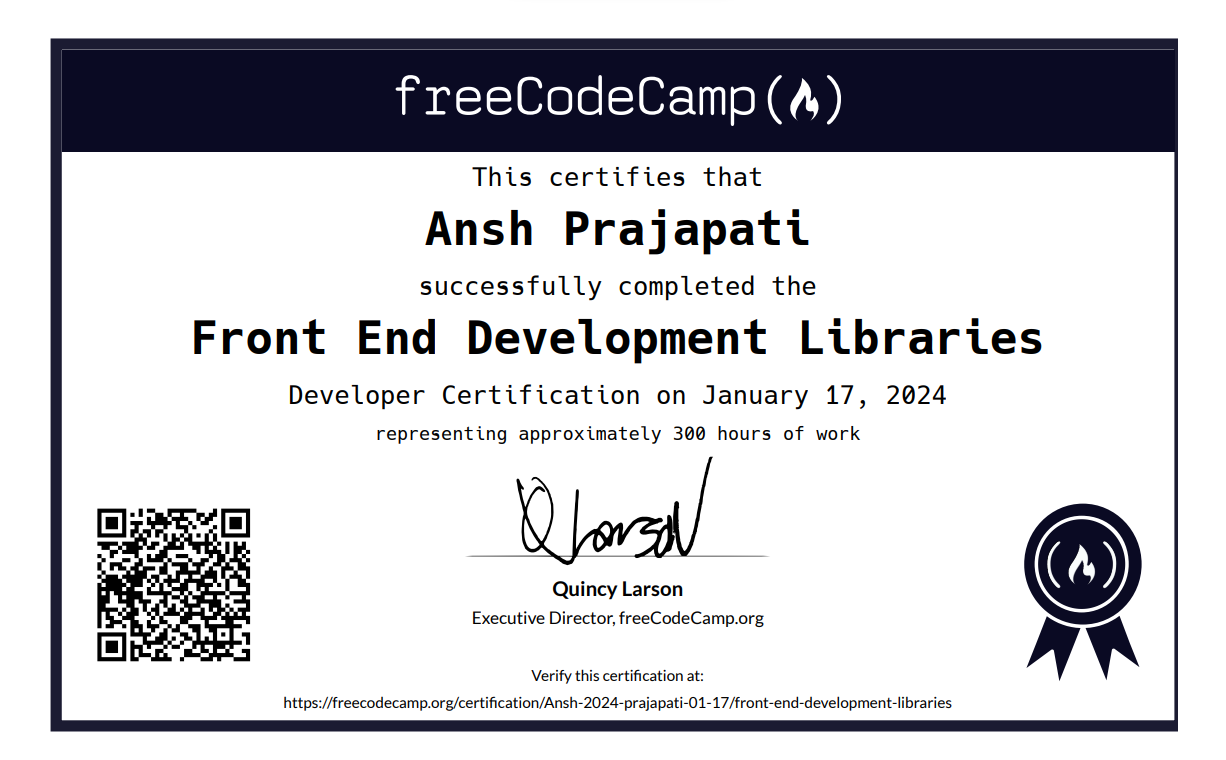 freeCodeCamp
This certifies that
Ansh Prajapati
successfully completed the
Front End Development Libraries
Developer Certification on January 17, 2024
representing approximately 300 hours of work
Q Larson
Quincy Larson
Executive Director, freeCodeCamp.org
Verify this certification at:
https://freecodecamp.org/certification/Ansh-2024-prajapati-01-17/front-end-development-libraries